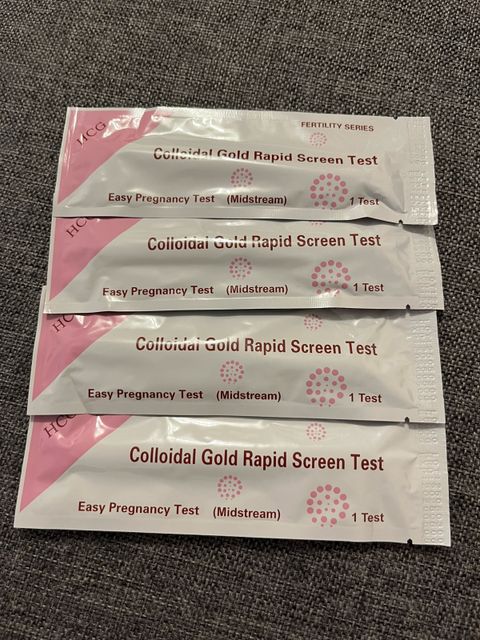 HCG
FERTILITY SERIES
Colloidal Gold Rapid Screen Test
Easy Pregnancy Test (Midstream)
1 Test
HC
Colloidal Gold Rapid Screen Test
Easy Pregnancy Test (Midstream)
1 Test
HC
Colloidal Gold Rapid Screen Test
Easy Pregnancy Test (Midstream)
1 Test
HCG
Colloidal Gold Rapid Screen Test
Easy Pregnancy Test (Midstream)
1 Test